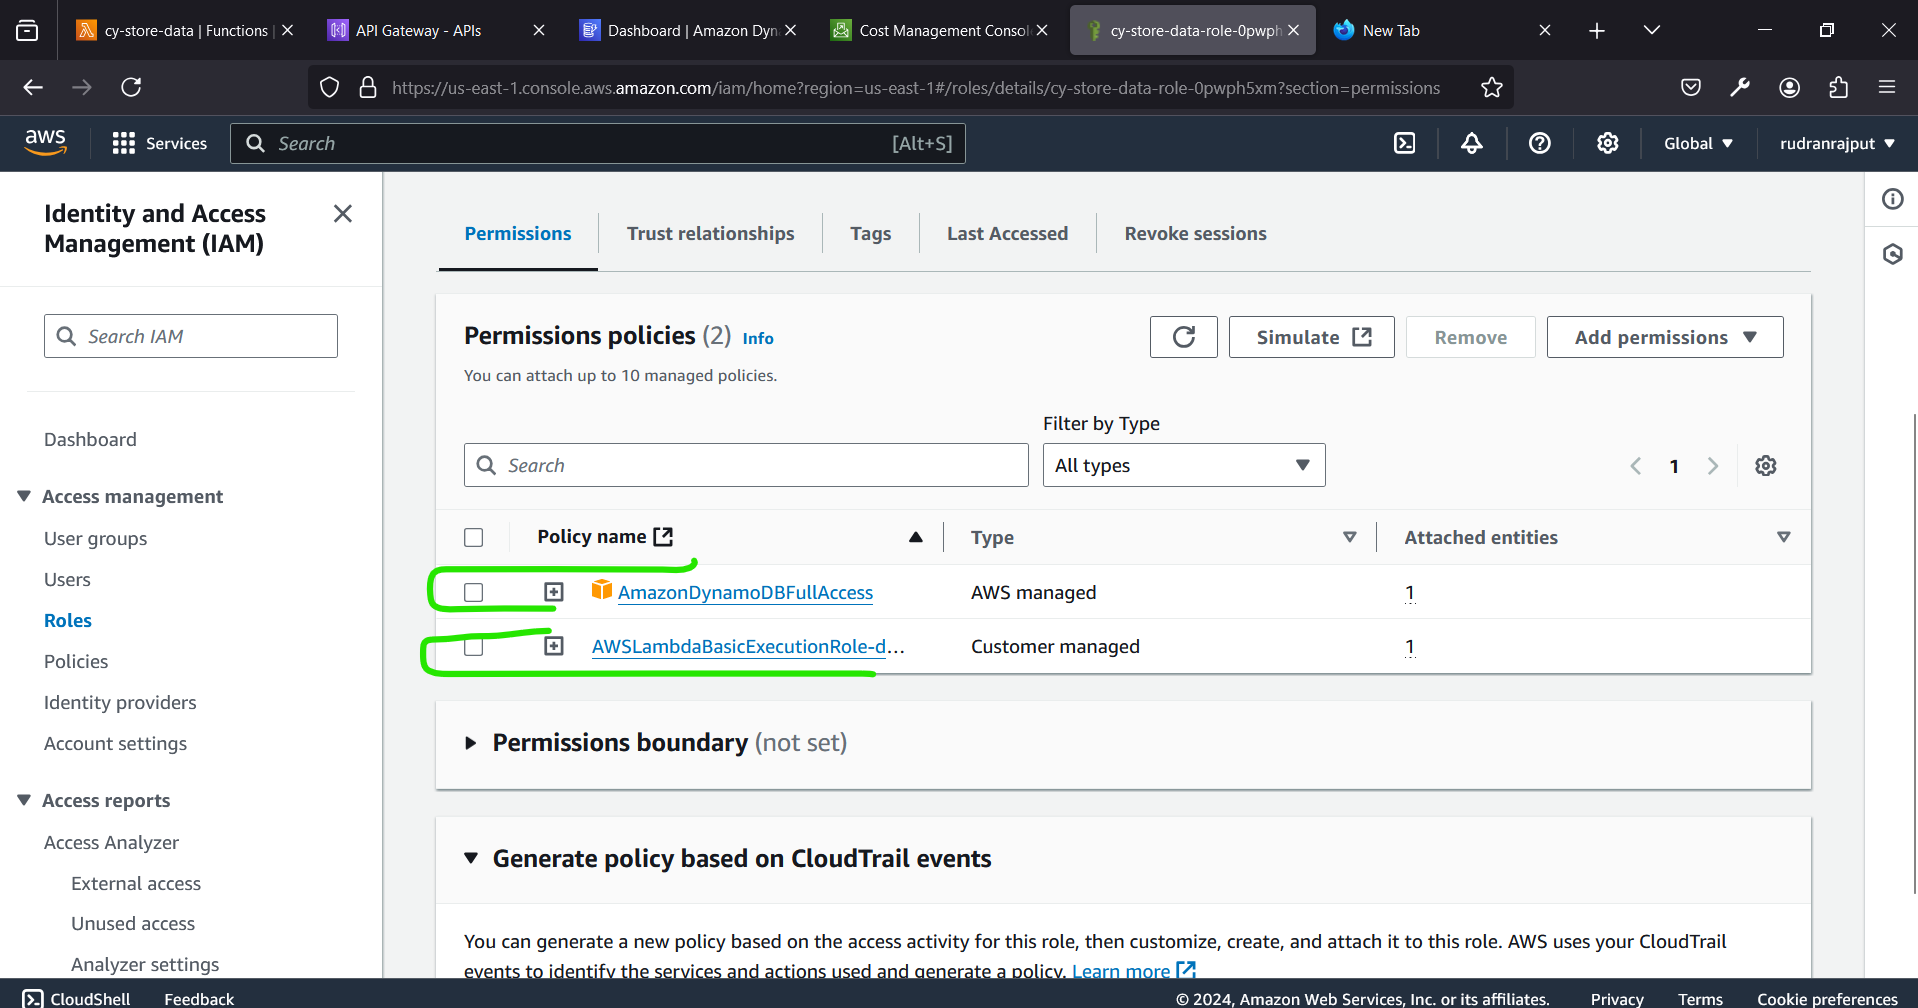 cy-store-data | Functions |
API Gateway - APIs
Dashboard | Amazon Dyn
Cost Management Consol
cy-store-data-role-0pwph
New Tab
https://us-east-1.console.aws.amazon.com/iam/home?region=us-east-1#/roles/details/cy-store-data-role-0pwph5xm?section=permissions
aws
Services
Search
[Alt+S]
Global
rudranrajput
Identity and Access
Management (IAM)
Search IAM
Dashboard
Access management
User groups
Users
Roles
Policies
Identity providers
Account settings
Access reports
Access Analyzer
External access
Unused access
Analyzer settings
Permissions
Trust relationships
Tags
Last Accessed
Revoke sessions
Permissions policies (2) Info
You can attach up to 10 managed policies.
Simulate
Remove
Add permissions
Filter by Type
Search
All types
1
Policy name
Type
Attached entities
AmazonDynamoDBFullAccess
AWS managed
1
AWSLambdaBasicExecutionRole-d...
Customer managed
1
Permissions boundary (not set)
Generate policy based on CloudTrail events
You can generate a new policy based on the access activity for this role, then customize, create, and attach it to this role. AWS uses your CloudTrail
events to identify the services and actions used and generate a policy. Learn more
CloudShell
Feedback
© 2024, Amazon Web Services, Inc. or its affiliates.
Privacy
Terms
Cookie preferences